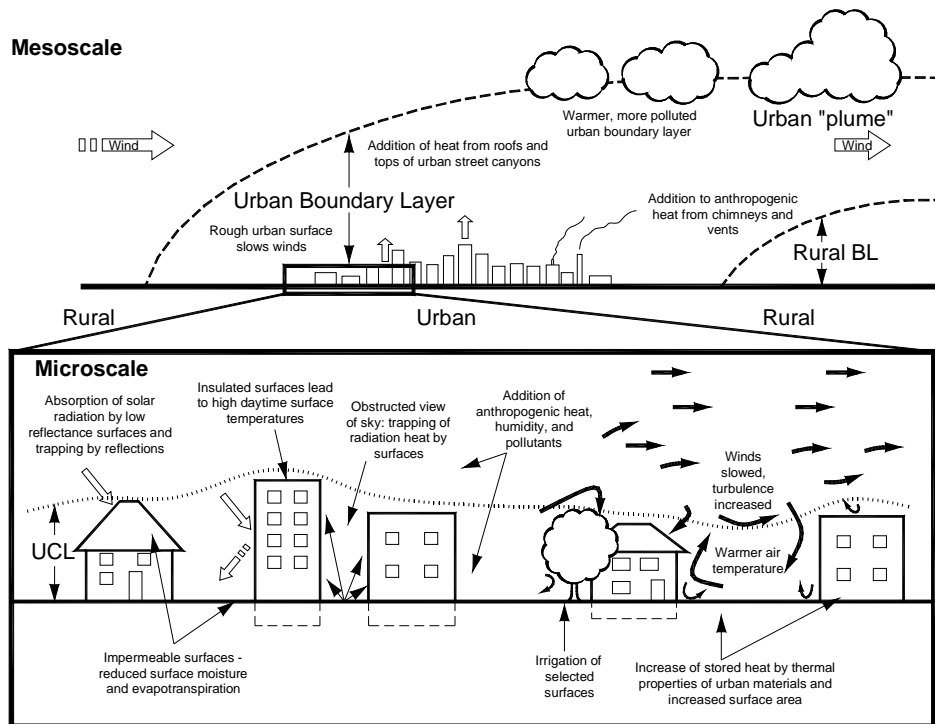 Mesoscale
Wind
Warmer, more polluted
urban boundary layer
Urban "plume"
Wind
Addition of heat from roofs and
tops of urban street canyons
Urban Boundary Layer
Rough urban surface
slows winds
Addition to anthropogenic
heat from chimneys and
vents
Rural BL
Rural
Urban
Rural
Microscale
Absorption of solar
radiation by low
reflectance surfaces and
trapping by reflections
Insulated surfaces lead
to high daytime surface
temperatures
Obstructed view
of sky: trapping of
radiation heat by
surfaces
Addition of
anthropogenic heat,
humidity, and
pollutants
Winds
slowed,
turbulence
increased
UCL
Warmer air
temperature
Impermeable surfaces -
reduced surface moisture
and evapotranspiration
Irrigation of
selected
surfaces
Increase of stored heat by thermal
properties of urban materials and
increased surface area